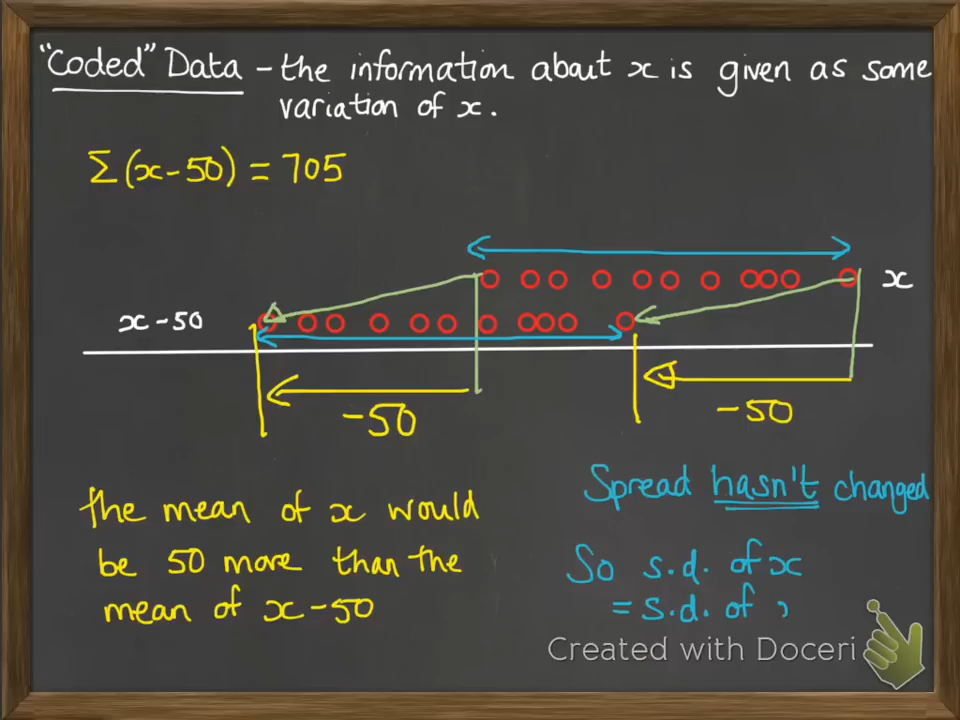 "Coded" Data - the information about x is given as some
variation of x.
Σ(x-50) = 705
x
x-50
-50
-50
the mean of x would
be 50 more than the
mean of x-50
Spread hasn't changed
So s.d. of x
= s.d. of
Created with Doceri